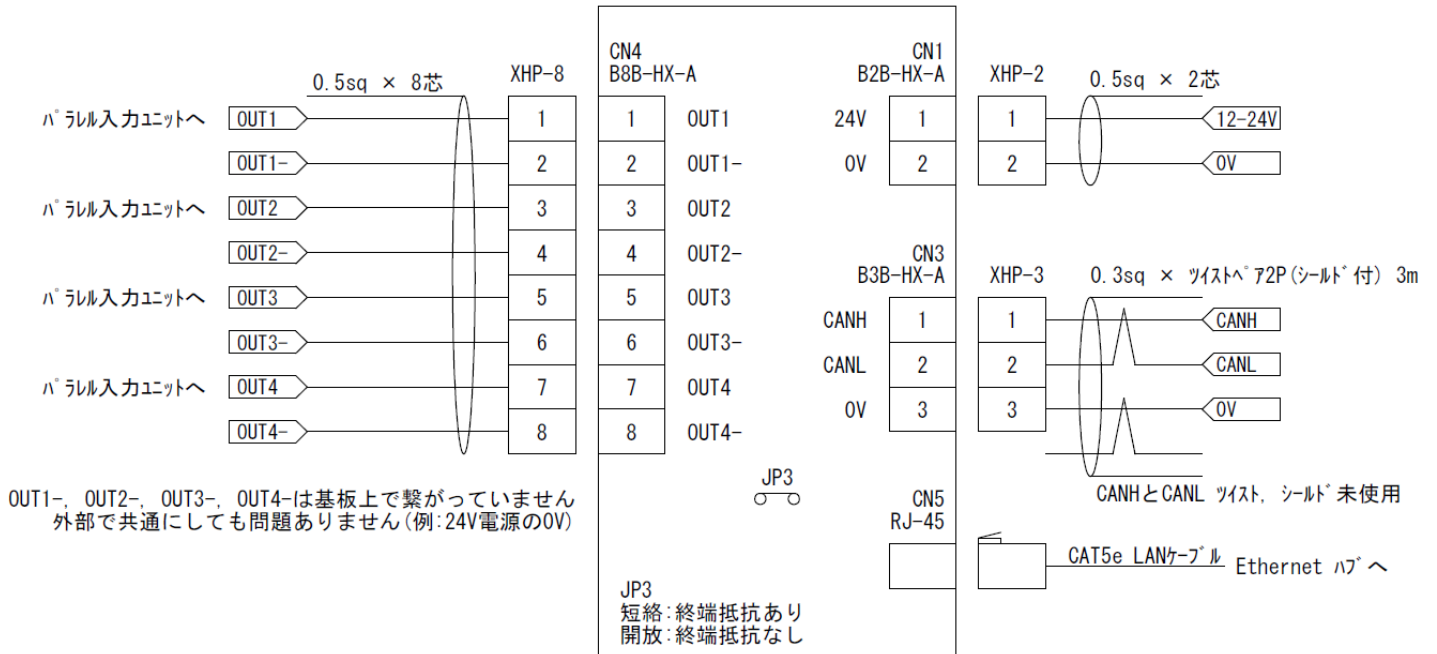 CN4
B8B-HX-A
XHP-8
0.5sq × 8芯
パラレル入力ユニットへ
OUT1
1
1
OUT1
OUT1-
2
2
OUT1-
パラレル入力ユニットへ
OUT2
3
3
OUT2
OUT2-
4
4
OUT2-
パラレル入力ユニットへ
OUT3
5
5
OUT3
OUT3-
6
6
OUT3-
パラレル入力ユニットへ
OUT4
7
7
OUT4
OUT4-
8
8
OUT4-
OUT1-, OUT2-, OUT3-, OUT4-は基板上で繋がっていません
外部で共通にしても問題ありません(例:24V電源の0V)
CN1
B2B-HX-A
XHP-2
0.5sq × 2芯
24V
1
1
12-24V
0V
2
2
0V
CN3
B3B-HX-A
XHP-3
0.3sq × ツイストペア2P(シールド付) 3m
CANH
1
1
CANH
CANL
2
2
CANL
0V
3
3
0V
CANHとCANL ツイスト, シールド未使用
JP3
CN5
RJ-45
CAT5e LANケーブル
Ethernet ハブへ
JP3
短絡:終端抵抗あり
開放:終端抵抗なし